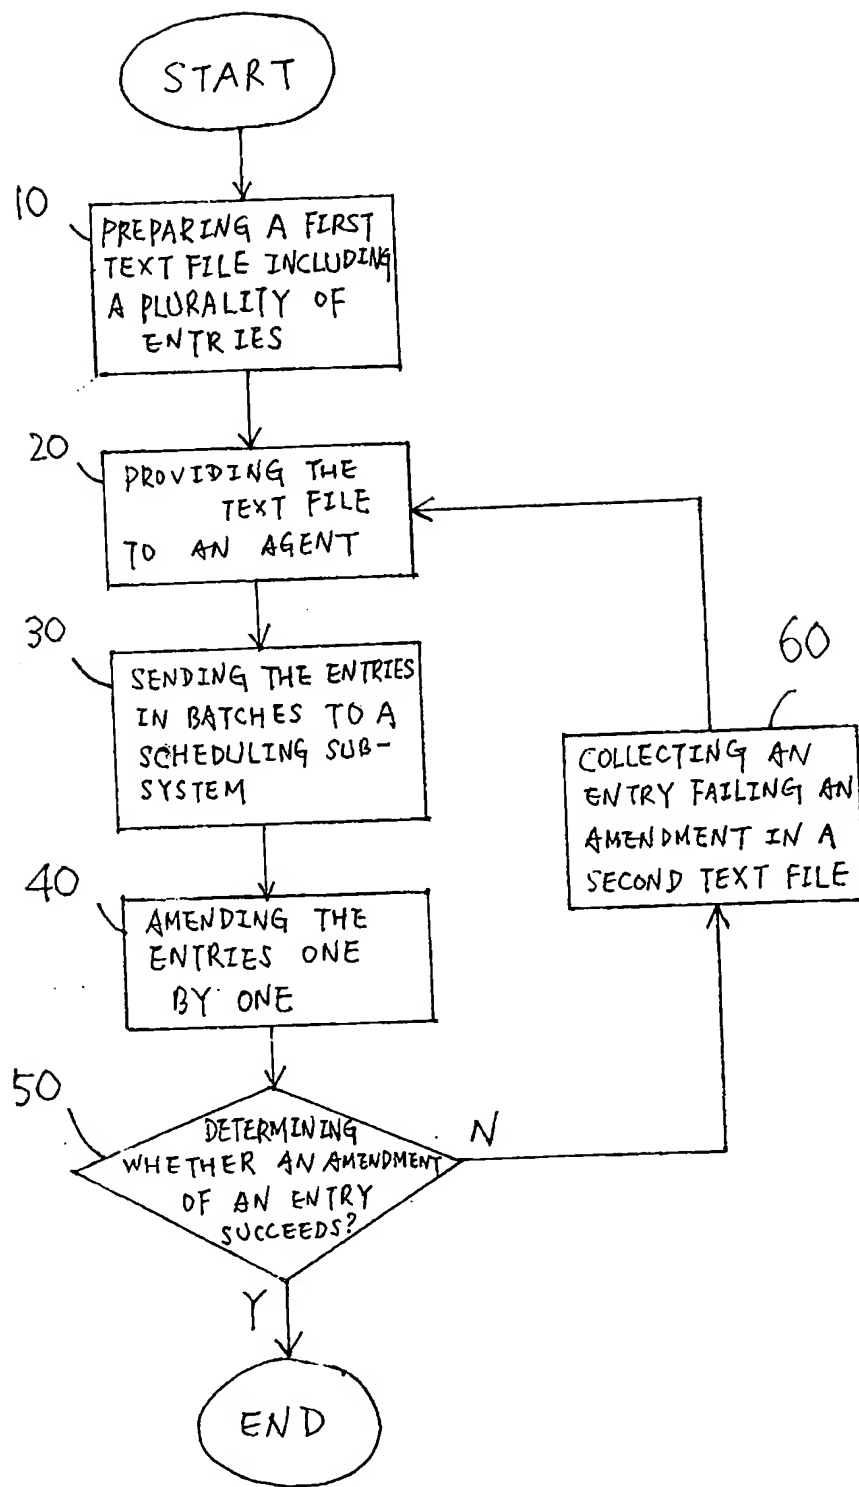 START
10
PREPARING A FIRST
TEXT FILE INCLUDING
A PLURALITY OF
ENTRIES
20
PROVIDING THE
TEXT FILE
TO AN AGENT
30
SENDING THE ENTRIES
IN BATCHES TO A
SCHEDULING SUB-
SYSTEM
60
COLLECTING AN
ENTRY FAILING AN
AMENDMENT IN A
SECOND TEXT FILE
40
AMENDING THE
ENTRIES ONE
BY ONE
50
DETERMINING
WHETHER AN AMENDMENT
OF AN ENTRY
SUCCEEDS?
N
Y
END